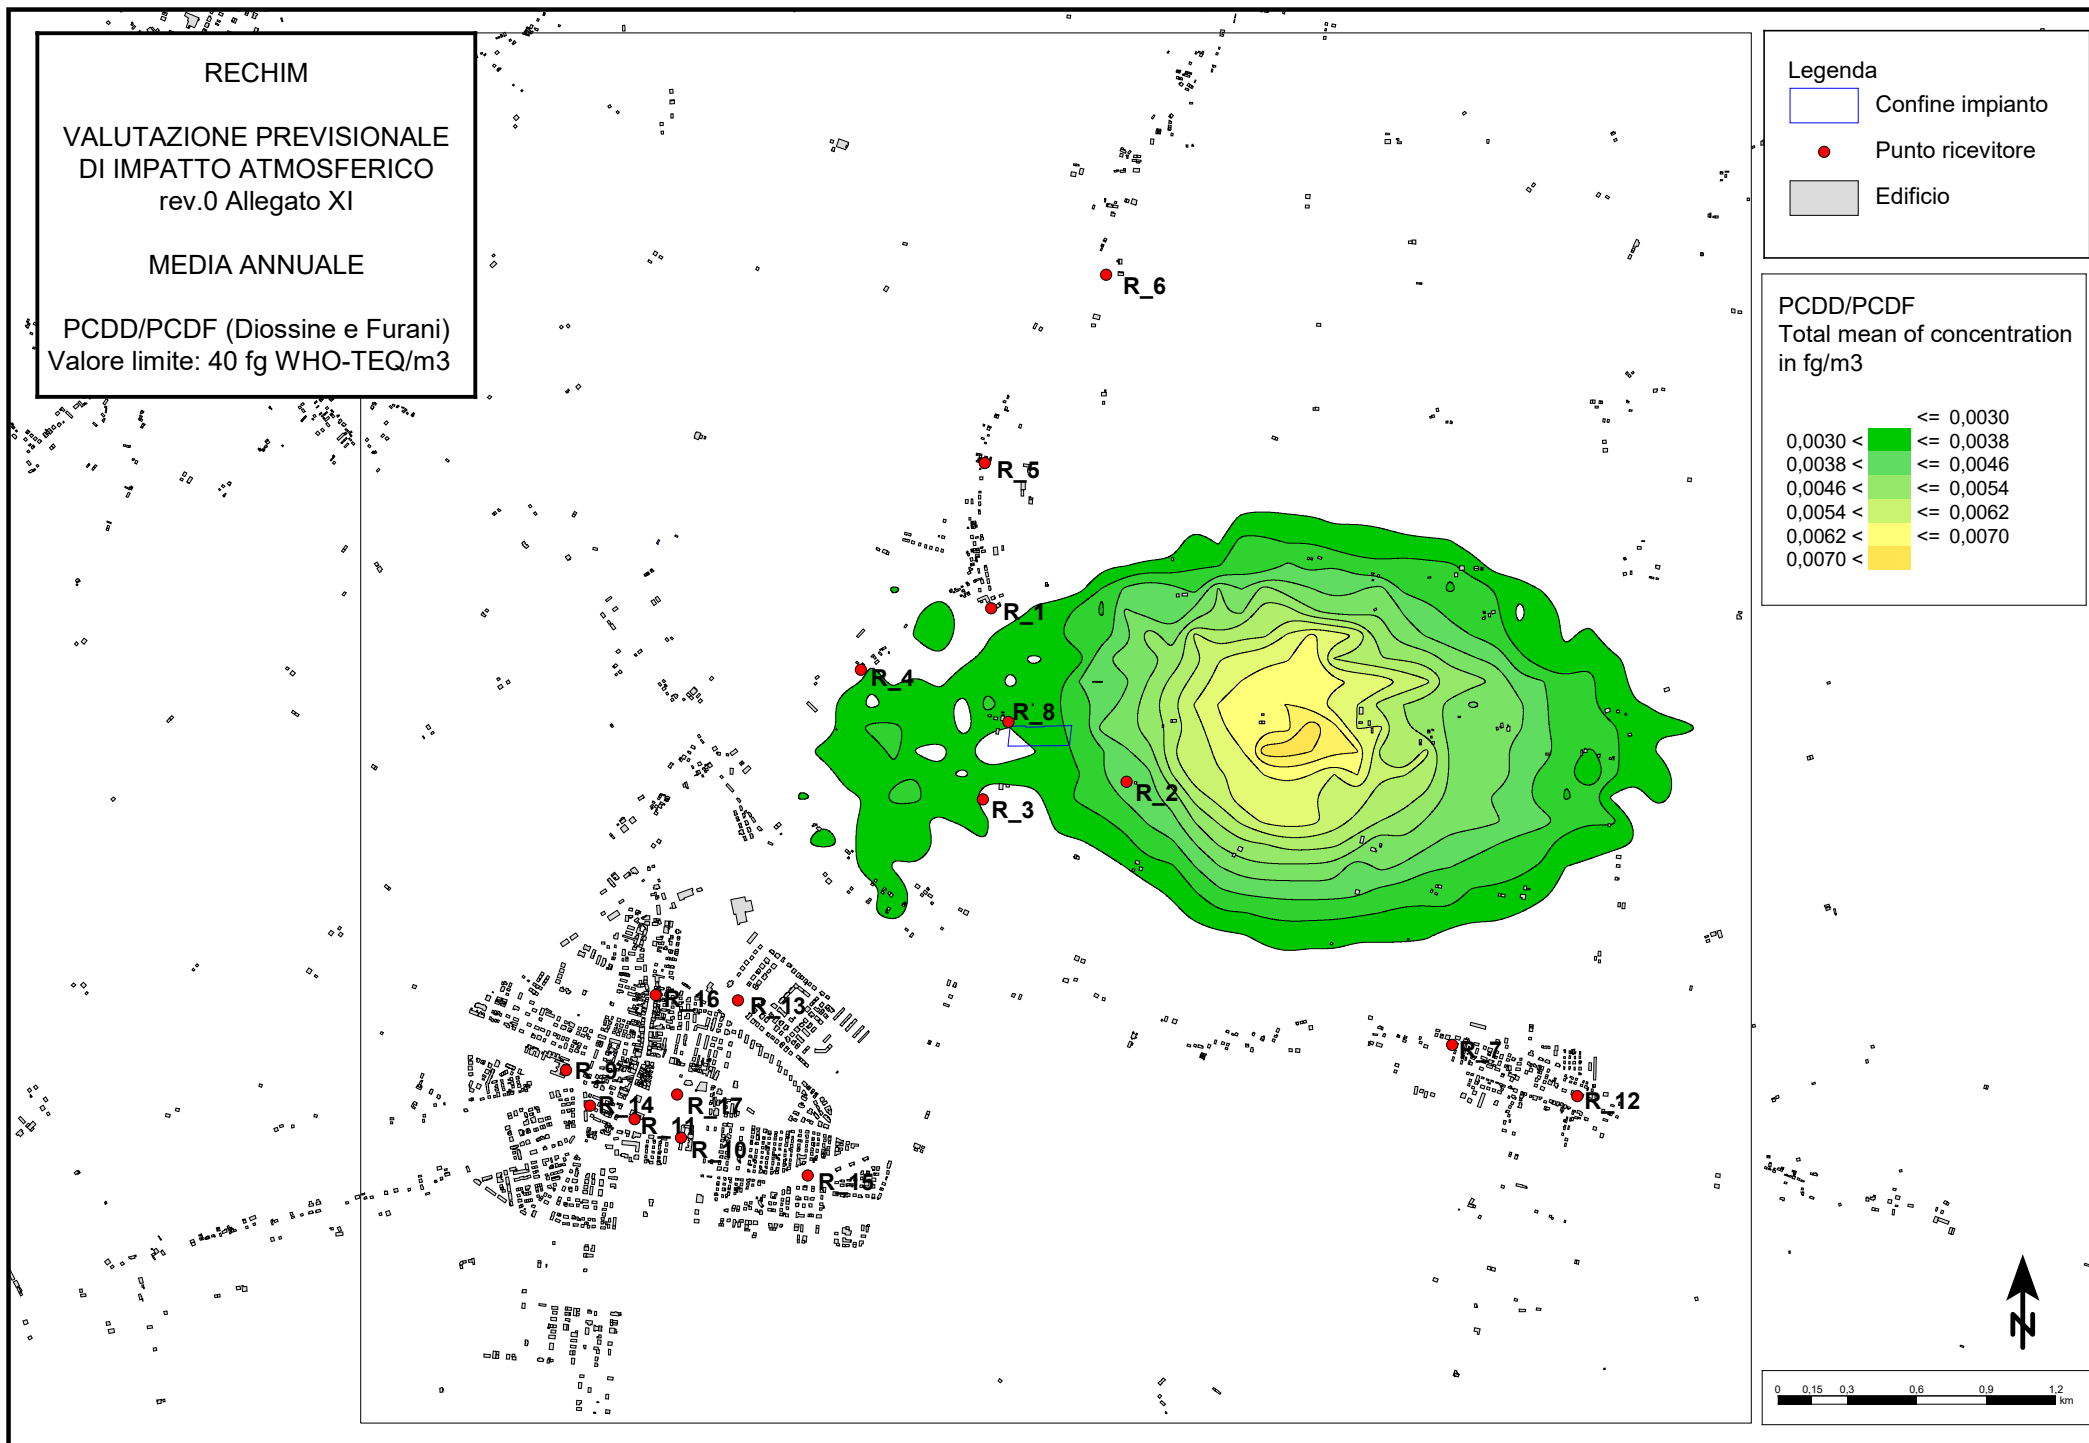 RECHIM
VALUTAZIONE PREVISIONALE
DI IMPATTO ATMOSFERICO
rev.0 Allegato XI
MEDIA ANNUALE
PCDD/PCDF (Diossine e Furani)
Valore limite: 40 fg WHO-TEQ/m3
Legenda
Confine impianto
Punto ricevitore
Edificio
PCDD/PCDF
Total mean of concentration
in fg/m3
<= 0,0030
0,0030 < <= 0,0038
0,0038 < <= 0,0046
0,0046 < <= 0,0054
0,0054 < <= 0,0062
0,0062 < <= 0,0070
0,0070 <
R_6
R_5
R_1
R_4
R_8
R_2
R_3
R_16
R_13
R_7
R_9
R_14
R_17
R_12
R_11
R_10
R_15
N
0 0,15 0,3 0,6 0,9 1,2
km